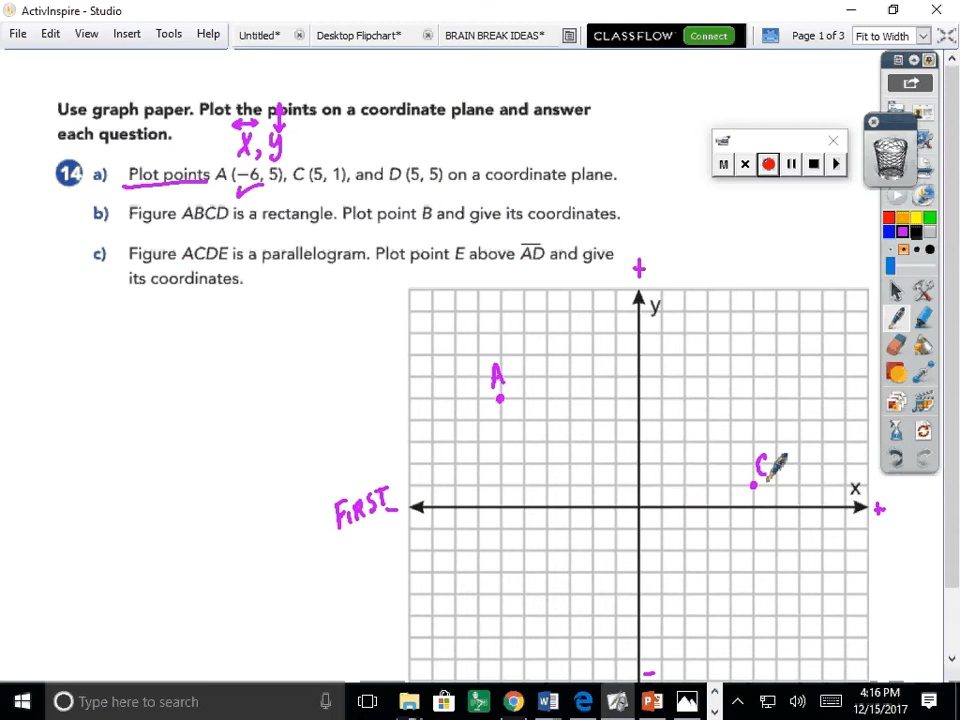 ActivInspire - Studio
File Edit View Insert Tools Help Untitled* Desktop Flipchart* BRAIN BREAK IDEAS* CLASSFLOW Connect Page 1 of 3 Fit to Width
Use graph paper. Plot the points on a coordinate plane and answer
each question.
x, y
14 a) Plot points A (−6, 5), C (5, 1), and D (5, 5) on a coordinate plane.
b) Figure ABCD is a rectangle. Plot point B and give its coordinates.
c) Figure ACDE is a parallelogram. Plot point E above AD and give
its coordinates.
M
+
y
A
C
x
FIRST
+
-
Type here to search
4:16 PM
12/15/2017